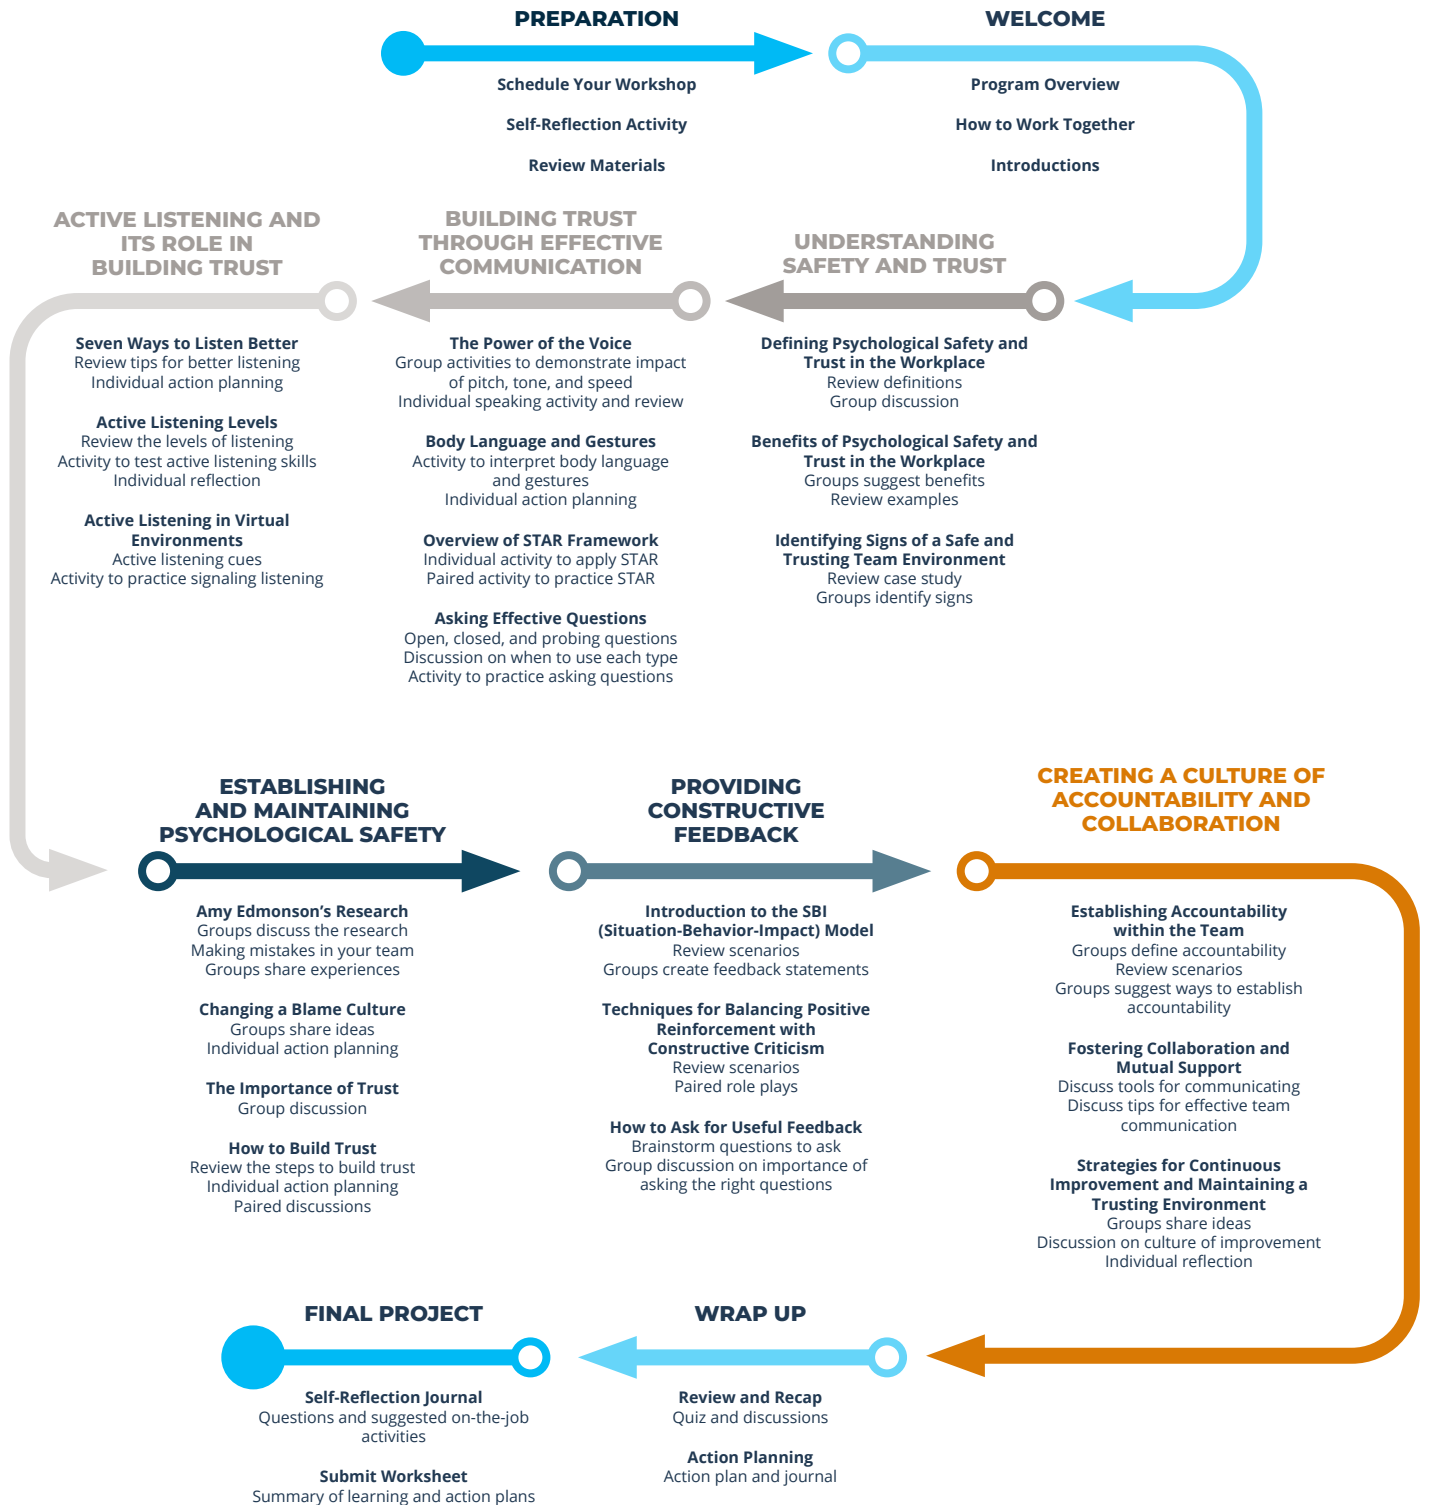 PREPARATION
Schedule Your Workshop
Self-Reflection Activity
Review Materials
WELCOME
Program Overview
How to Work Together
Introductions
UNDERSTANDING
SAFETY AND TRUST
Defining Psychological Safety and
Trust in the Workplace
Review definitions
Group discussion
Benefits of Psychological Safety and
Trust in the Workplace
Groups suggest benefits
Review examples
Identifying Signs of a Safe and
Trusting Team Environment
Review case study
Groups identify signs
BUILDING TRUST
THROUGH EFFECTIVE
COMMUNICATION
The Power of the Voice
Group activities to demonstrate impact
of pitch, tone, and speed
Individual speaking activity and review
Body Language and Gestures
Activity to interpret body language
and gestures
Individual action planning
Overview of STAR Framework
Individual activity to apply STAR
Paired activity to practice STAR
Asking Effective Questions
Open, closed, and probing questions
Discussion on when to use each type
Activity to practice asking questions
ACTIVE LISTENING AND
ITS ROLE IN
BUILDING TRUST
Seven Ways to Listen Better
Review tips for better listening
Individual action planning
Active Listening Levels
Review the levels of listening
Activity to test active listening skills
Individual reflection
Active Listening in Virtual
Environments
Active listening cues
Activity to practice signaling listening
ESTABLISHING
AND MAINTAINING
PSYCHOLOGICAL SAFETY
Amy Edmonson's Research
Groups discuss the research
Making mistakes in your team
Groups share experiences
Changing a Blame Culture
Groups share ideas
Individual action planning
The Importance of Trust
Group discussion
How to Build Trust
Review the steps to build trust
Individual action planning
Paired discussions
PROVIDING
CONSTRUCTIVE
FEEDBACK
Introduction to the SBI
(Situation-Behavior-Impact) Model
Review scenarios
Groups create feedback statements
Techniques for Balancing Positive
Reinforcement with
Constructive Criticism
Review scenarios
Paired role plays
How to Ask for Useful Feedback
Brainstorm questions to ask
Group discussion on importance of
asking the right questions
CREATING A CULTURE OF
ACCOUNTABILITY AND
COLLABORATION
Establishing Accountability
within the Team
Groups define accountability
Review scenarios
Groups suggest ways to establish
accountability
Fostering Collaboration and
Mutual Support
Discuss tools for communicating
Discuss tips for effective team
communication
Strategies for Continuous
Improvement and Maintaining a
Trusting Environment
Groups share ideas
Discussion on culture of improvement
Individual reflection
WRAP UP
Review and Recap
Quiz and discussions
Action Planning
Action plan and journal
FINAL PROJECT
Self-Reflection Journal
Questions and suggested on-the-job
activities
Submit Worksheet
Summary of learning and action plans